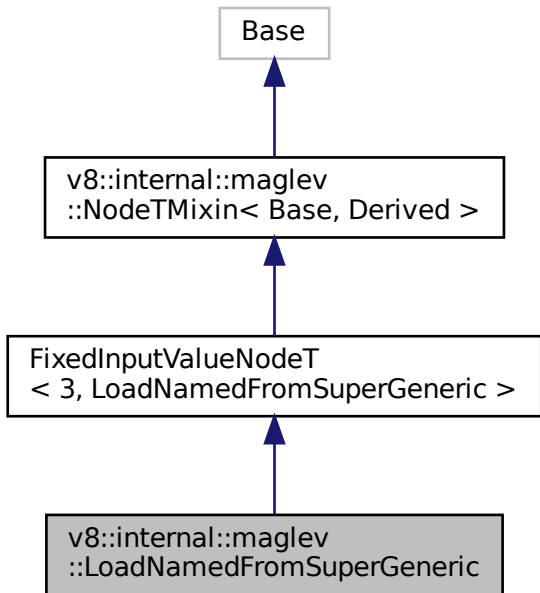 Base
v8::internal::maglev
::NodeTMixin< Base, Derived >
FixedInputValueNodeT
< 3, LoadNamedFromSuperGeneric >
v8::internal::maglev
::LoadNamedFromSuperGeneric